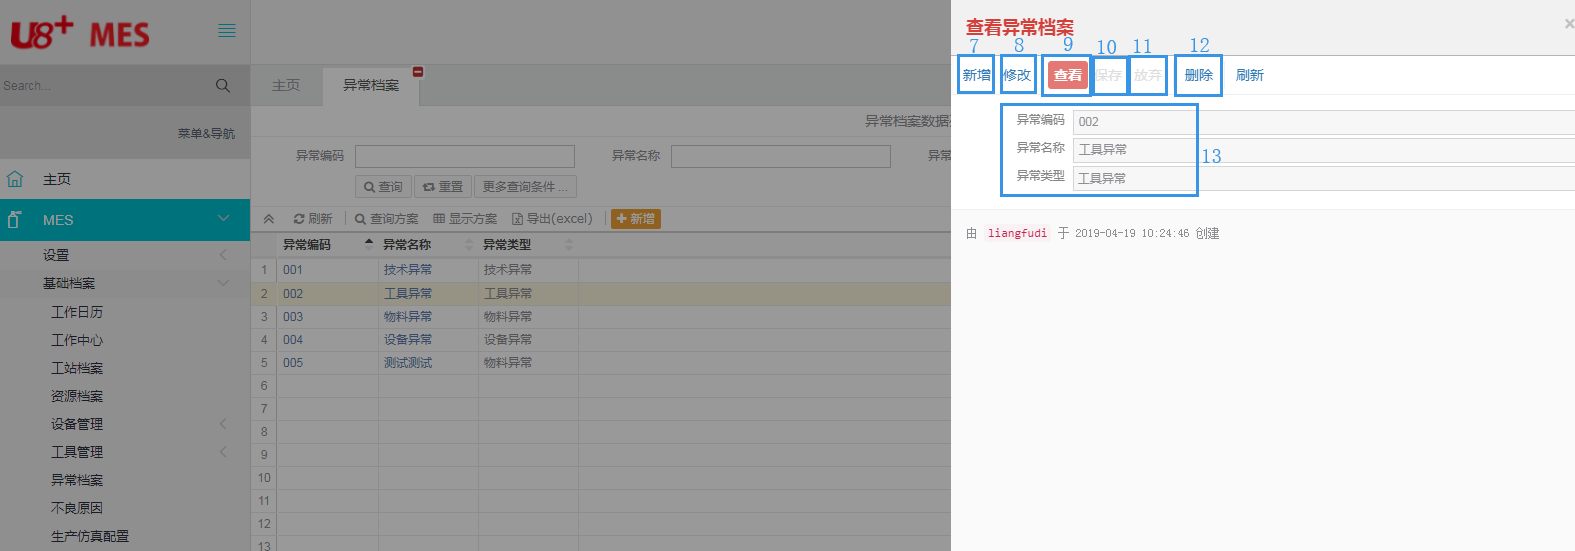 U8+ MES
Search...
菜单&导航
主页
MES
设置
基础档案
工作日历
工作中心
工站档案
资源档案
设备管理
工具管理
异常档案
不良原因
生产仿真配置
主页 异常档案
异常档案数据
异常编码 异常名称 异常
查询 重置 更多查询条件 ...
刷新 查询方案 显示方案 导出(excel) 新增
异常编码 异常名称 异常类型
1 001 技术异常 技术异常
2 002 工具异常 工具异常
3 003 物料异常 物料异常
4 004 设备异常 设备异常
5 005 测试测试 物料异常
6
7
8
9
10
11
12
13
查看异常档案 ×
7 8 9 10 11 12
新增 修改 查看 保存 放弃 删除 刷新
异常编码 002
异常名称 工具异常
异常类型 工具异常
13
由 liangfudi 于 2019-04-19 10:24:46 创建